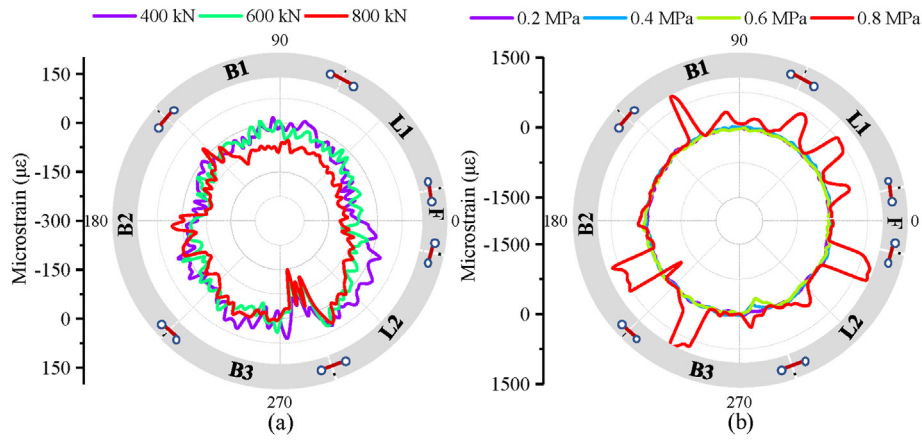 400 kN 600 kN 800 kN
90
150
0
-150
-300
-150
0
150
Microstrain (με)
180
0
270
B1
L1
F
L2
B3
B2
(a)
0.2 MPa 0.4 MPa 0.6 MPa 0.8 MPa
90
1500
0
-1500
-1500
0
1500
Microstrain (με)
180
0
270
B1
L1
F
L2
B3
B2
(b)